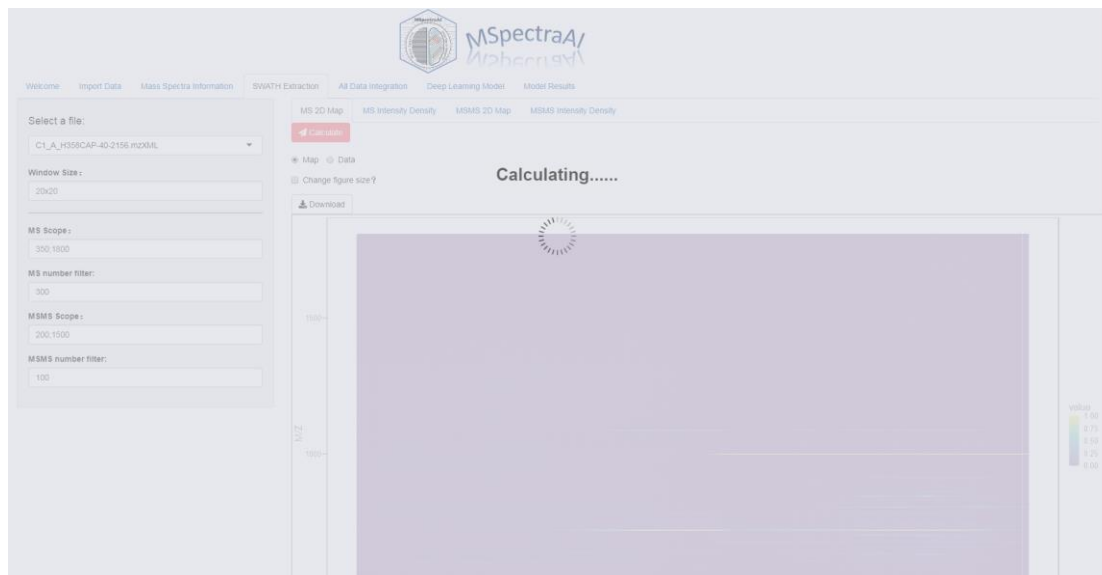 MSpectraAI
MSpectraAI
Welcome Import Data Mass Spectra Information SWATH Extraction All Data Integration Deep Learning Model Model Results
Select a file:
C1_A_H358CAP-40-2156.mzXML
Window Size:
20x20
MS Scope:
350;1800
MS number filter:
300
MSMS Scope:
200;1500
MSMS number filter:
100
MS 2D Map MS Intensity Density MSMS 2D Map MSMS Intensity Density
Calculate
Map Data
Change figure size?
Calculating......
Download
1500
M/Z
1000
value
1.00
0.75
0.50
0.25
0.00